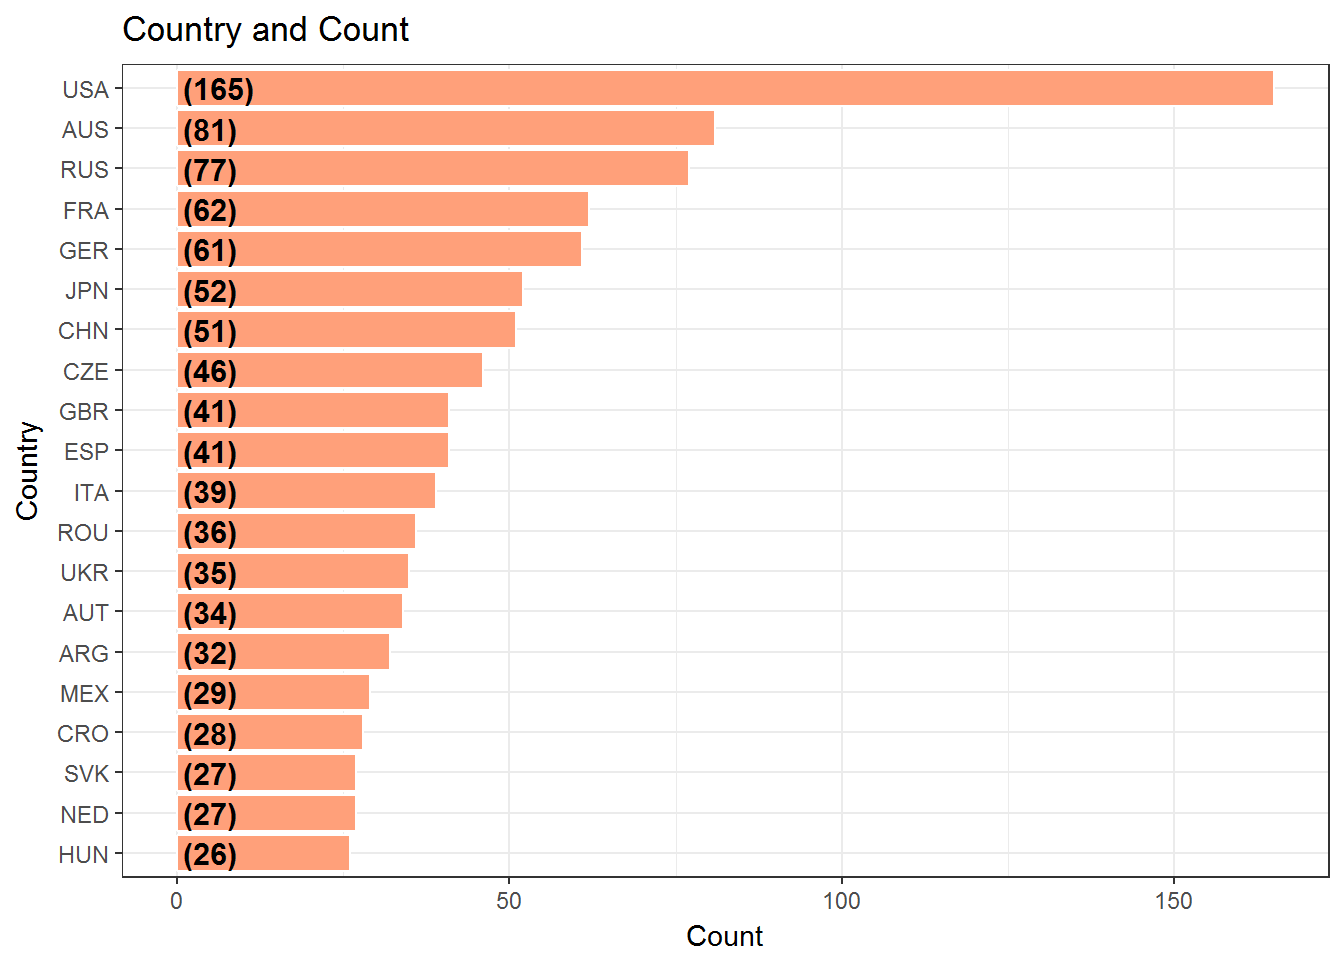 Country and Count
USA (165)
AUS (81)
RUS (77)
FRA (62)
GER (61)
JPN (52)
CHN (51)
CZE (46)
GBR (41)
ESP (41)
ITA (39)
ROU (36)
UKR (35)
AUT (34)
ARG (32)
MEX (29)
CRO (28)
SVK (27)
NED (27)
HUN (26)
Country
0 50 100 150
Count